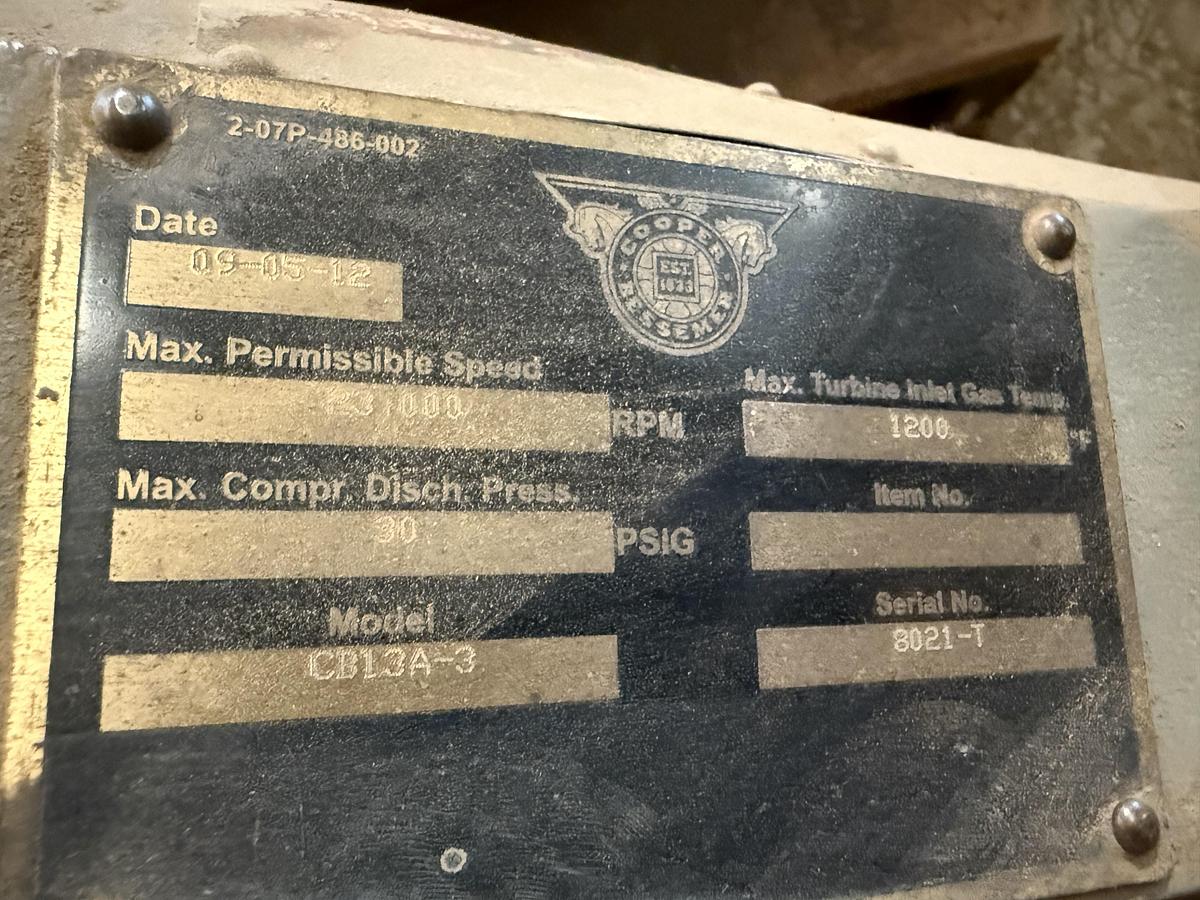 2-07P-486-002
COOPER
EST.
1833
BESSEMER
Date
09-05-12
Max. Permissible Speed
RPM
Max. Turbine Inlet Gas Temp.
1200
°F
Max. Compr. Disch. Press.
30
PSIG
Item No.
Model
CB13A-3
Serial No.
8021-T